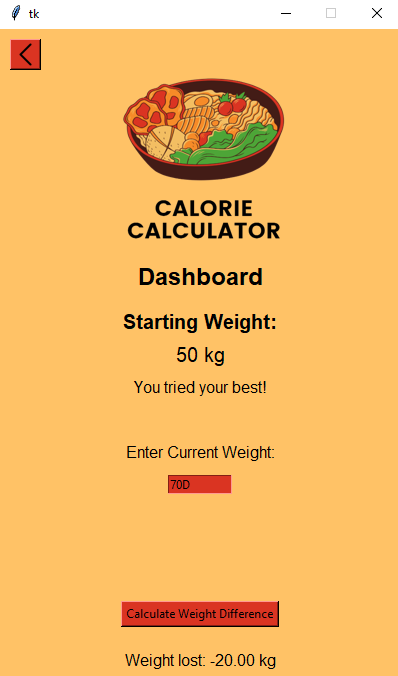 tk
CALORIE
CALCULATOR
Dashboard
Starting Weight:
50 kg
You tried your best!
Enter Current Weight:
70D
Calculate Weight Difference
Weight lost: -20.00 kg